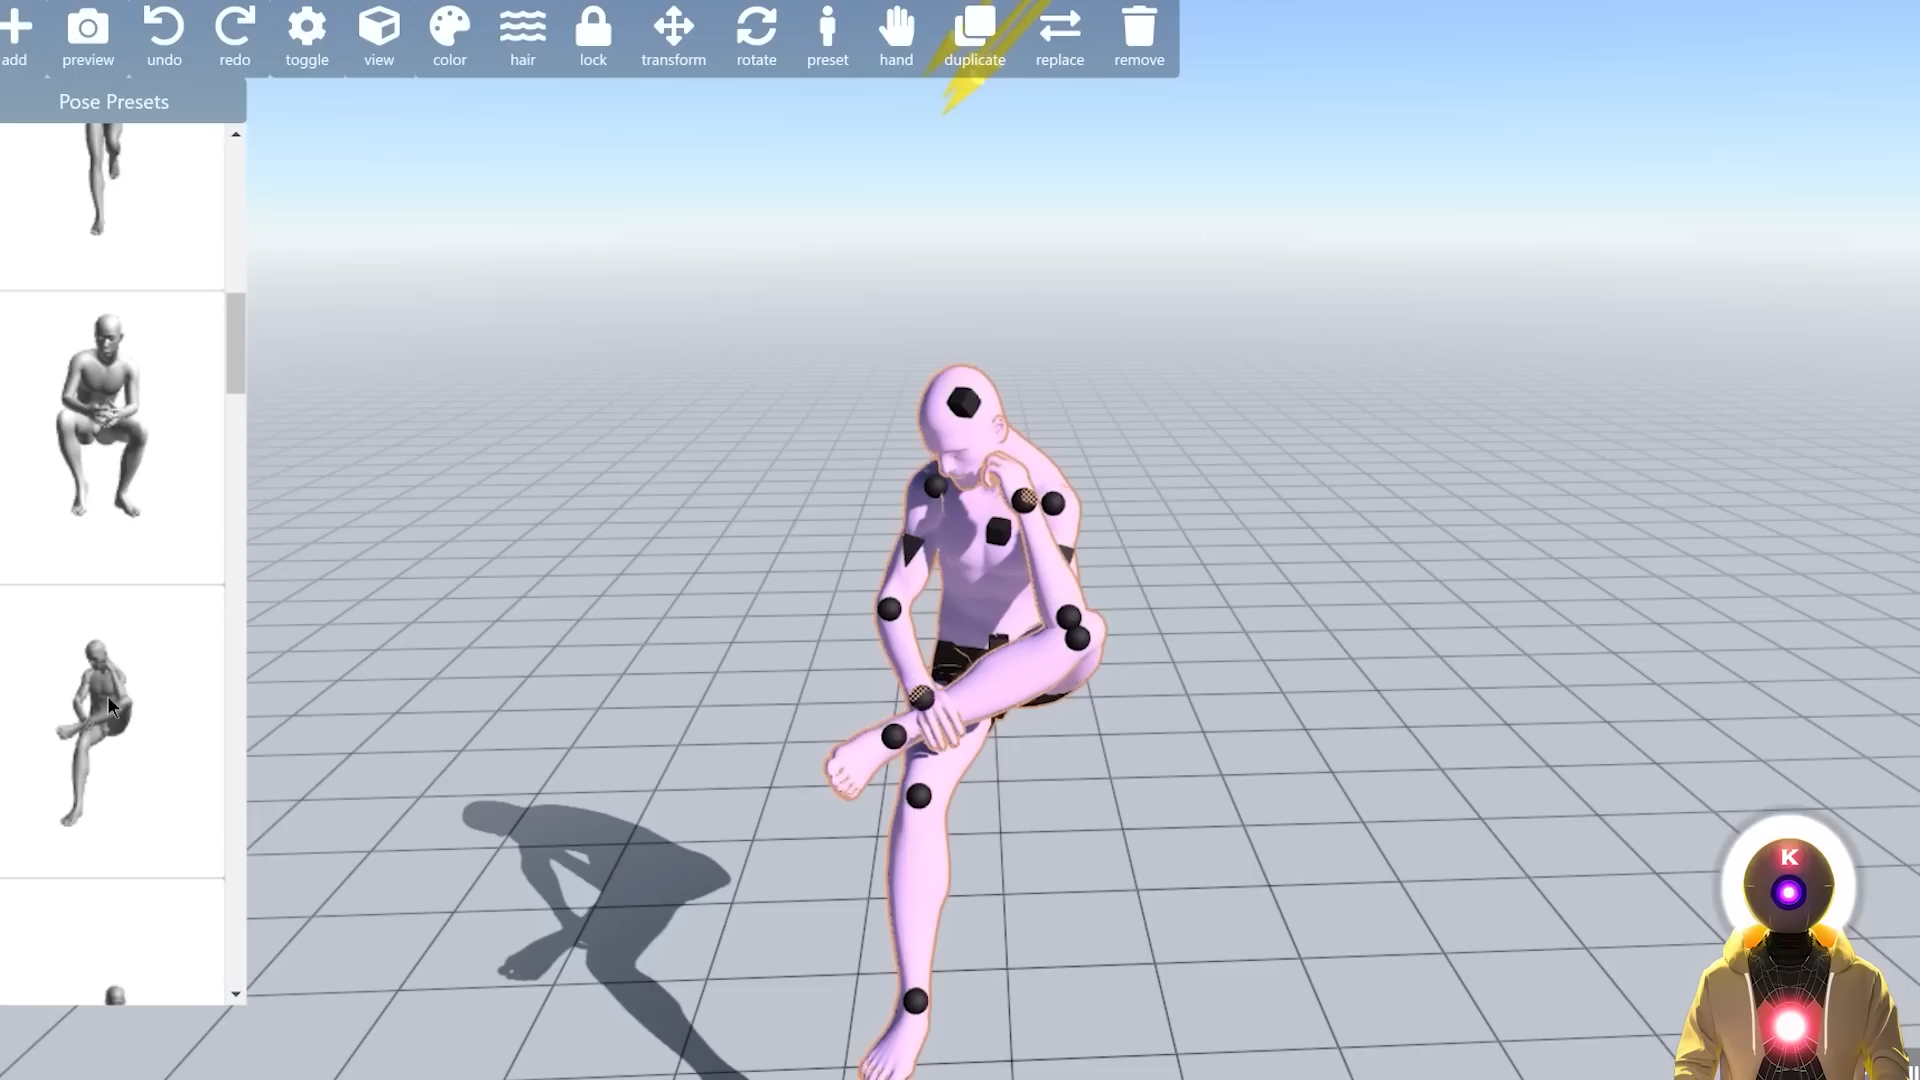 add preview undo redo toggle view color hair lock transform rotate preset hand duplicate replace remove
Pose Presets
K